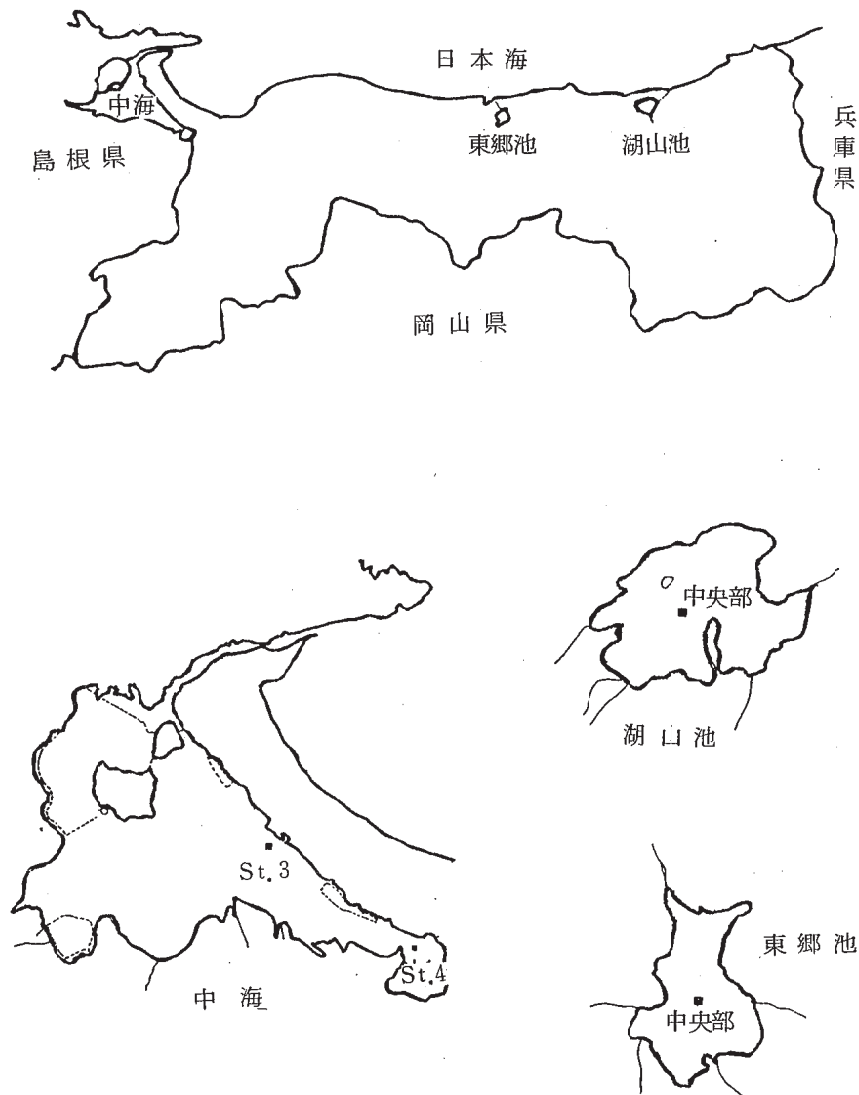 日本海
中海
東郷池
湖山池
兵庫県
島根県
岡山県
中央部
湖山池
St.3
St.4
中海
東郷池
中央部